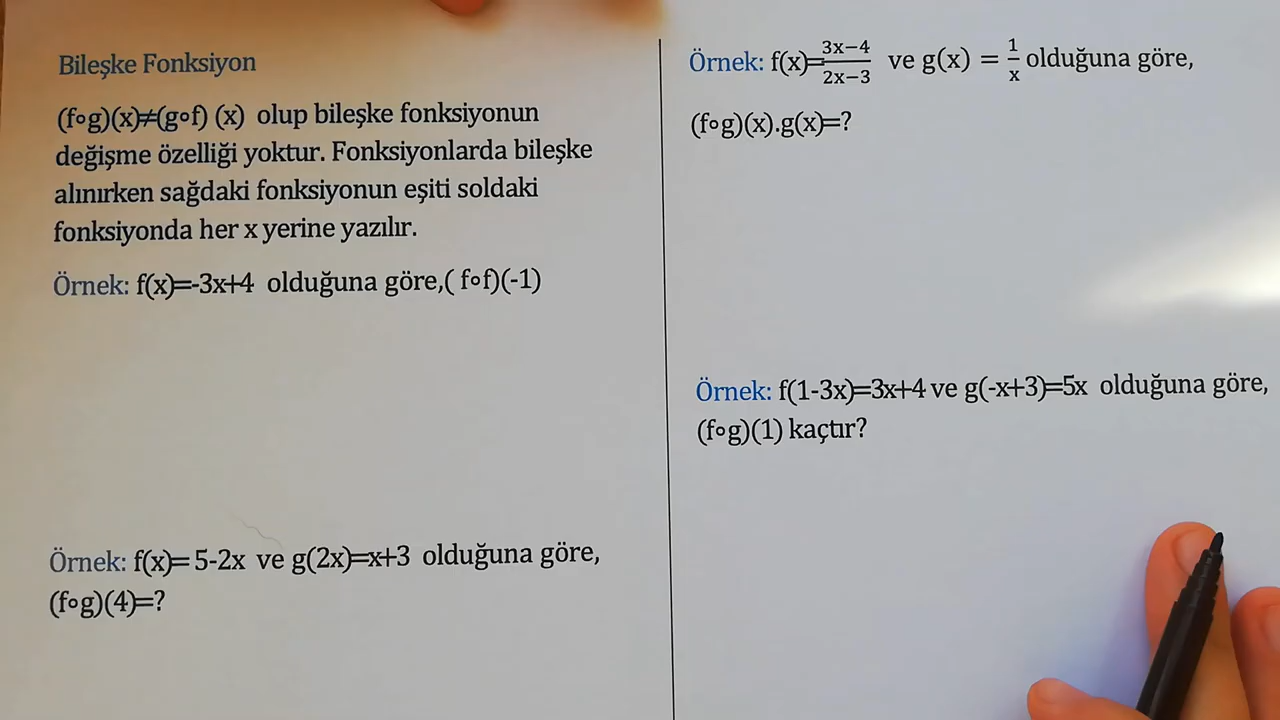 Bileşke Fonksiyon
(f∘g)(x)≠(g∘f) (x) olup bileşke fonksiyonun
değişme özelliği yoktur. Fonksiyonlarda bileşke
alınırken sağdaki fonksiyonun eşiti soldaki
fonksiyonda her x yerine yazılır.
Örnek: f(x)=-3x+4 olduğuna göre,( f∘f)(-1)
Örnek: f(x)= 5-2x ve g(2x)=x+3 olduğuna göre,
(f∘g)(4)=?
Örnek: f(x)=\frac{3x−4}{2x−3} ve g(x) = \frac{1}{x} olduğuna göre,
(f∘g)(x).g(x)=?
Örnek: f(1-3x)=3x+4 ve g(-x+3)=5x olduğuna göre,
(f∘g)(1) kaçtır?